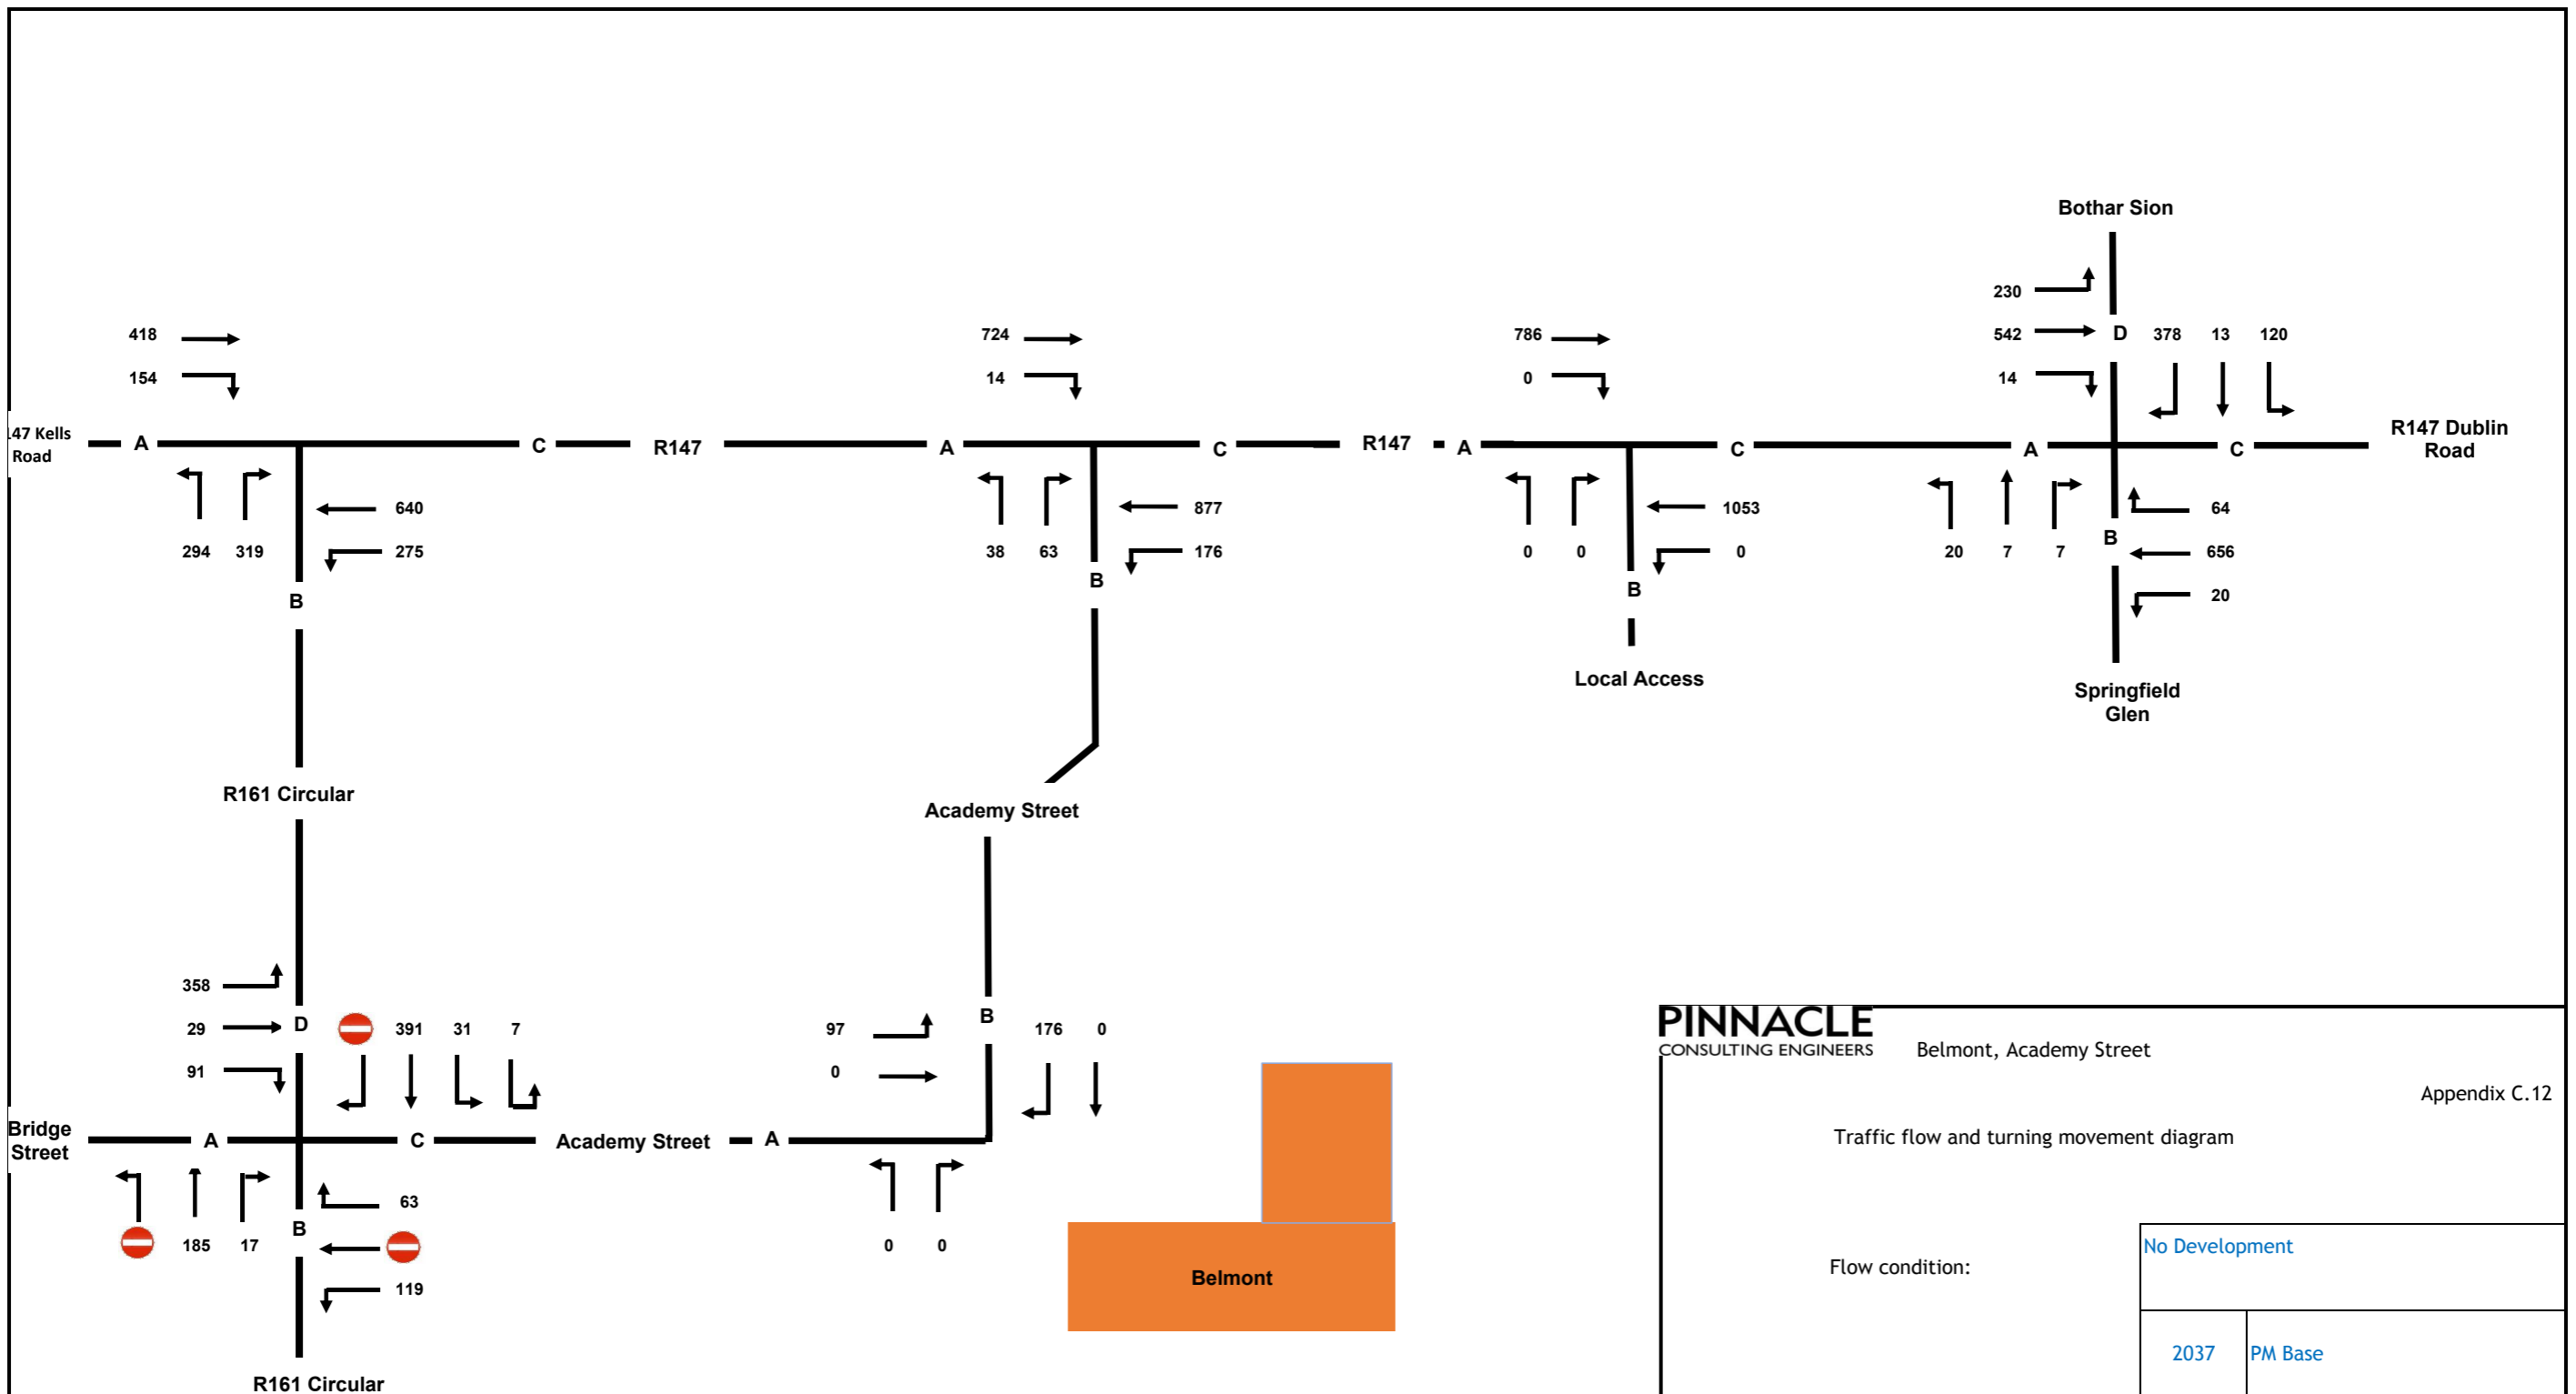 Bothar Sion
230
418
724
786
542
D
378
13
120
154
14
0
14
147 Kells
Road
A
C
R147
A
C
R147
A
C
A
C
R147 Dublin
Road
640
877
1053
64
294
319
275
38
63
176
0
0
0
20
7
7
B
656
B
B
B
20
Local Access
Springfield
Glen
R161 Circular
Academy Street
358
29
D
391
31
7
97
B
176
0
91
0
Bridge
Street
A
C
Academy Street
A
63
185
17
B
0
0
119
Belmont
R161 Circular
PINNACLE
CONSULTING ENGINEERS
Belmont, Academy Street
Appendix C.12
Traffic flow and turning movement diagram
Flow condition:
No Development
2037
PM Base